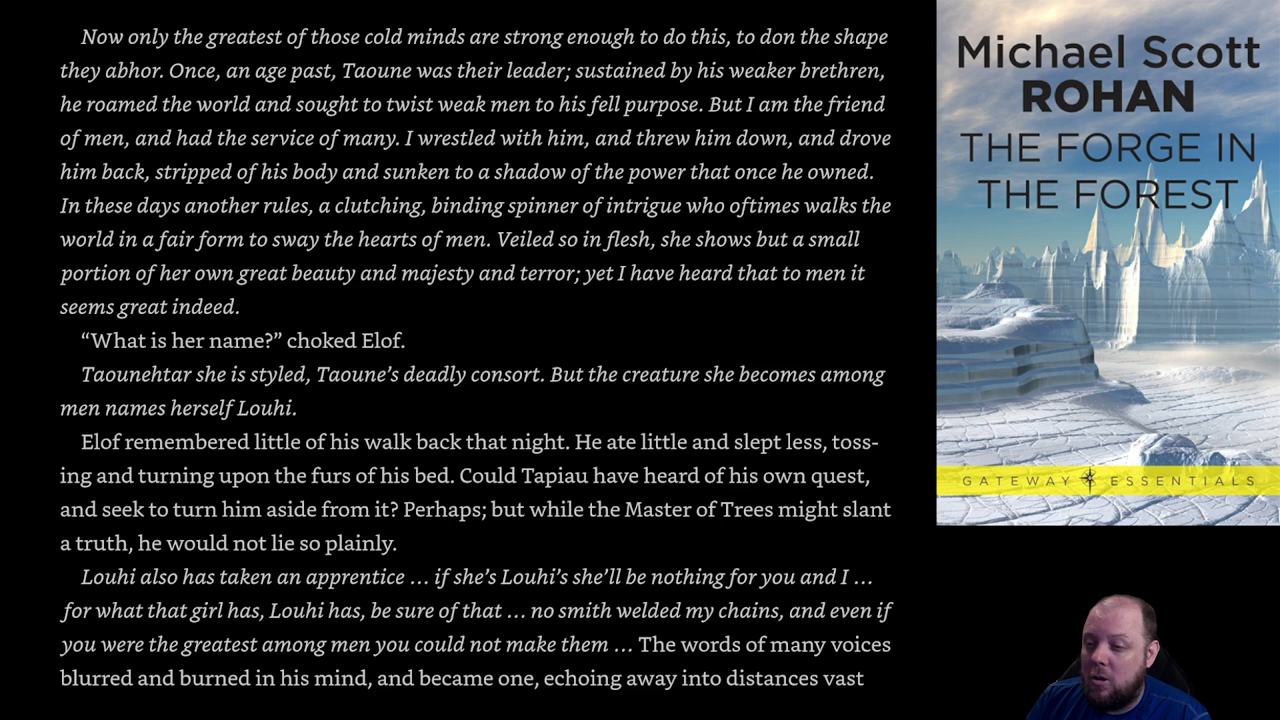 Now only the greatest of those cold minds are strong enough to do this, to don the shape
they abhor. Once, an age past, Taoune was their leader; sustained by his weaker brethren,
he roamed the world and sought to twist weak men to his fell purpose. But I am the friend
of men, and had the service of many. I wrestled with him, and threw him down, and drove
him back, stripped of his body and sunken to a shadow of the power that once he owned.
In these days another rules, a clutching, binding spinner of intrigue who oftimes walks the
world in a fair form to sway the hearts of men. Veiled so in flesh, she shows but a small
portion of her own great beauty and majesty and terror; yet I have heard that to men it
seems great indeed.
“What is her name?” choked Elof.
Taounehtar she is styled, Taoune’s deadly consort. But the creature she becomes among
men names herself Louhi.
Elof remembered little of his walk back that night. He ate little and slept less, toss-
ing and turning upon the furs of his bed. Could Tapiau have heard of his own quest,
and seek to turn him aside from it? Perhaps; but while the Master of Trees might slant
a truth, he would not lie so plainly.
Louhi also has taken an apprentice … if she’s Louhi’s she’ll be nothing for you and I …
for what that girl has, Louhi has, be sure of that … no smith welded my chains, and even if
you were the greatest among men you could not make them … The words of many voices
blurred and burned in his mind, and became one, echoing away into distances vast
Michael Scott
ROHAN
THE FORGE IN
THE FOREST
GATEWAY ESSENTIALS